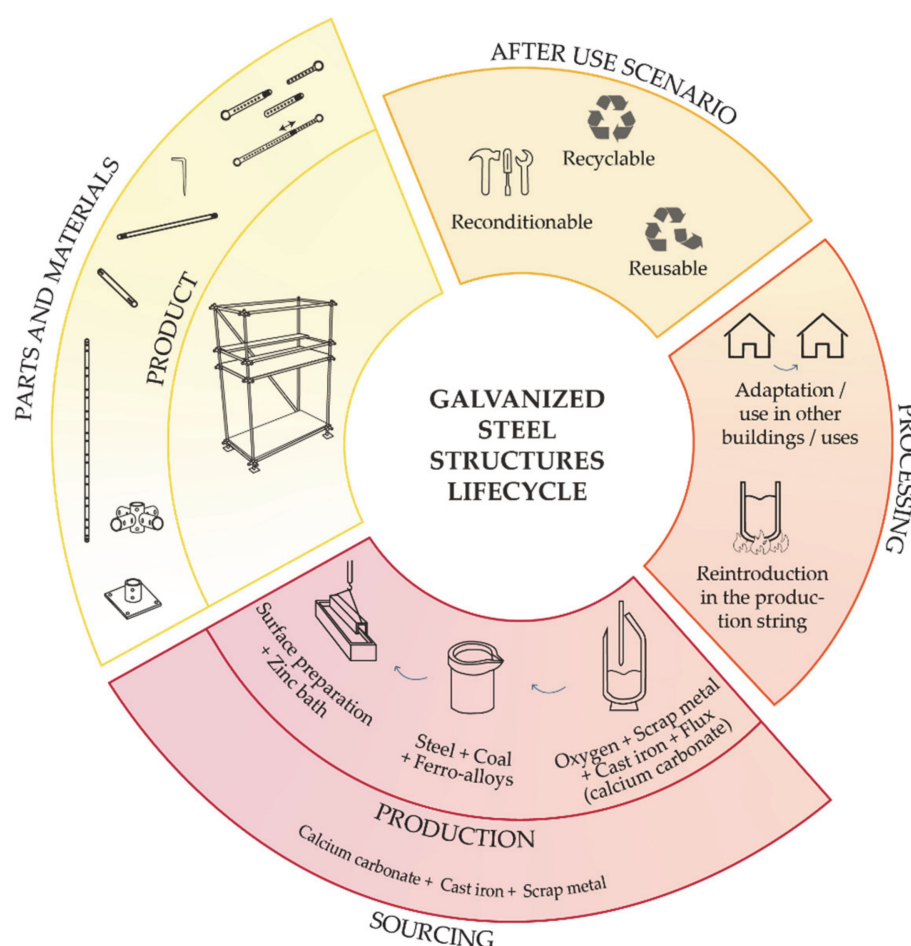 AFTER USE SCENARIO
Recyclable
Reconditionable
Reusable
PARTS AND MATERIALS
PRODUCT
GALVANIZED
STEEL
STRUCTURES
LIFECYCLE
Adaptation /
use in other
buildings / uses
PROCESSING
Reintroduction
in the produc-
tion string
Surface preparation
+ Zinc bath
Steel + Coal
+ Ferro-alloys
Oxygen + Scrap metal
+ Cast iron + Flux
(calcium carbonate)
PRODUCTION
Calcium carbonate + Cast iron + Scrap metal
SOURCING